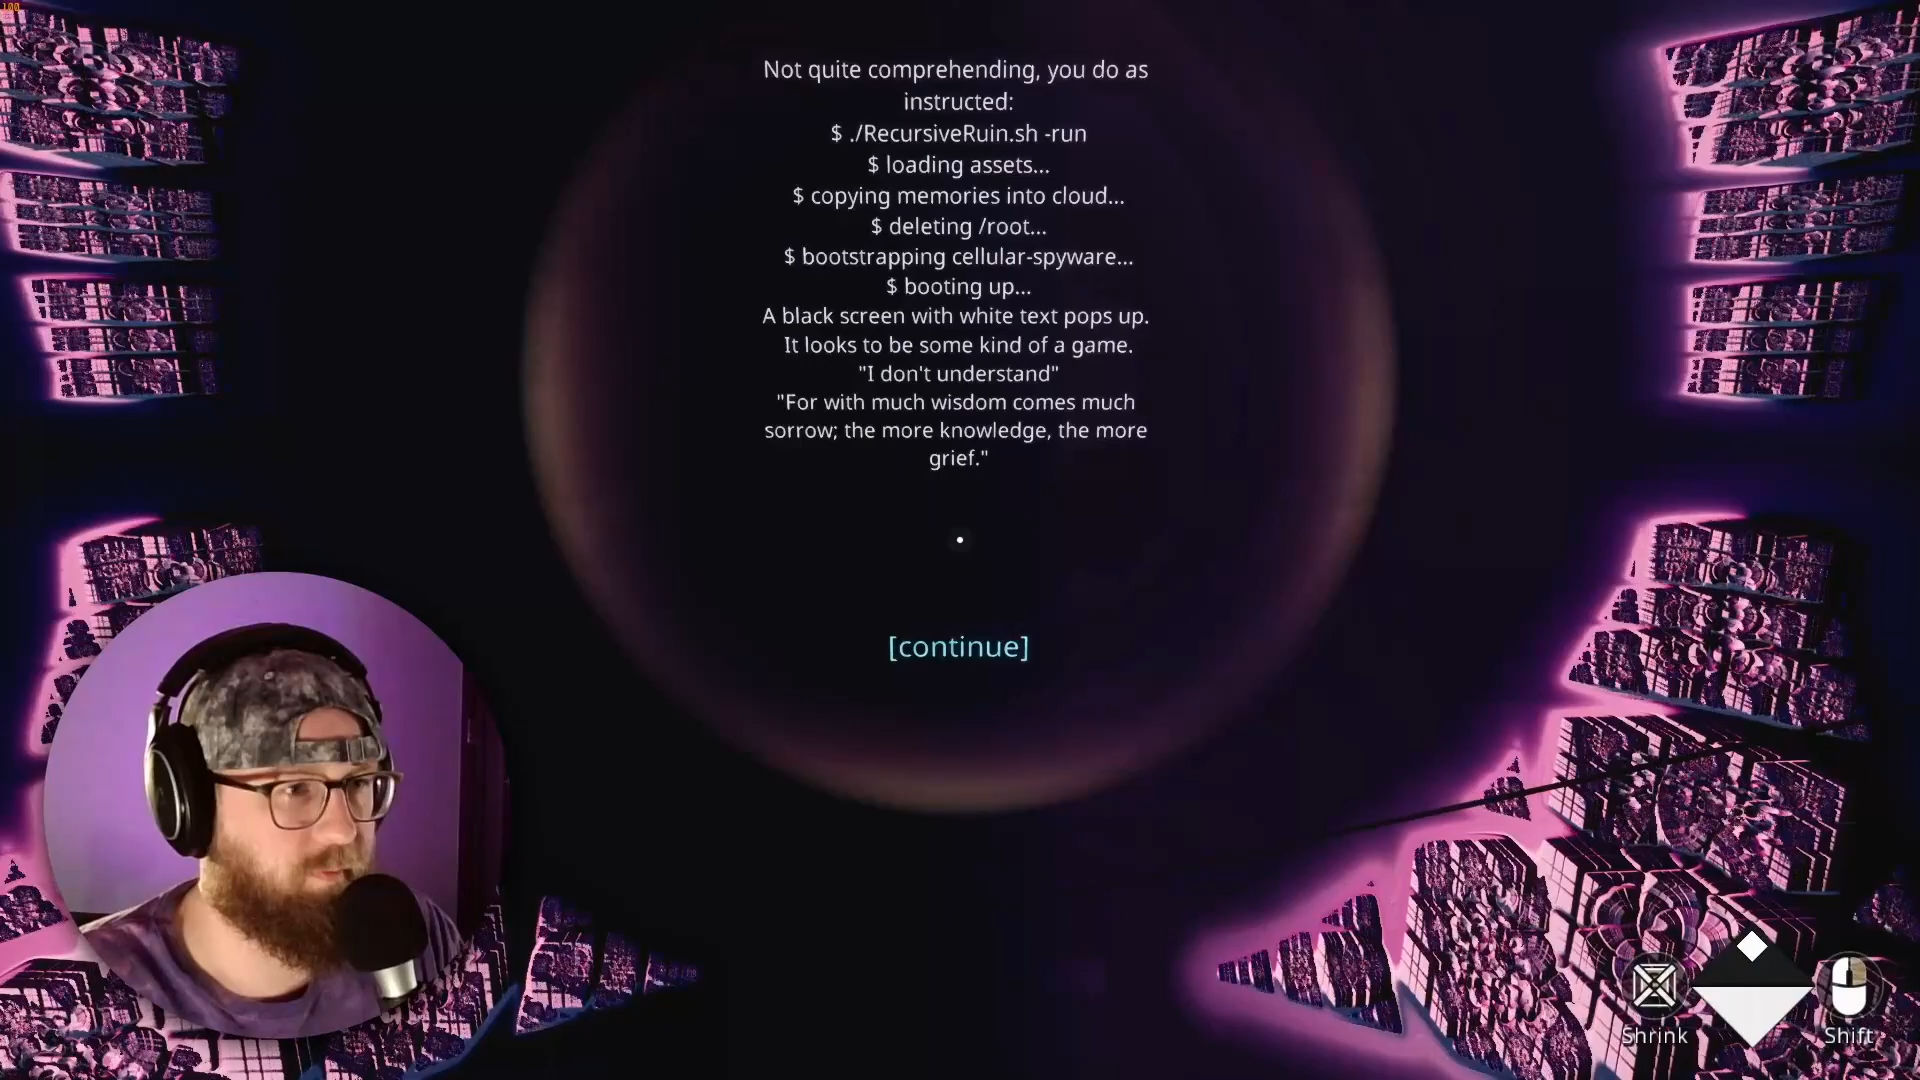 100
Not quite comprehending, you do as
instructed:
$ ./RecursiveRuin.sh -run
$ loading assets...
$ copying memories into cloud...
$ deleting /root...
$ bootstrapping cellular-spyware...
$ booting up...
A black screen with white text pops up.
It looks to be some kind of a game.
"I don't understand"
"For with much wisdom comes much
sorrow; the more knowledge, the more
grief."
[continue]
Shrink
Shift